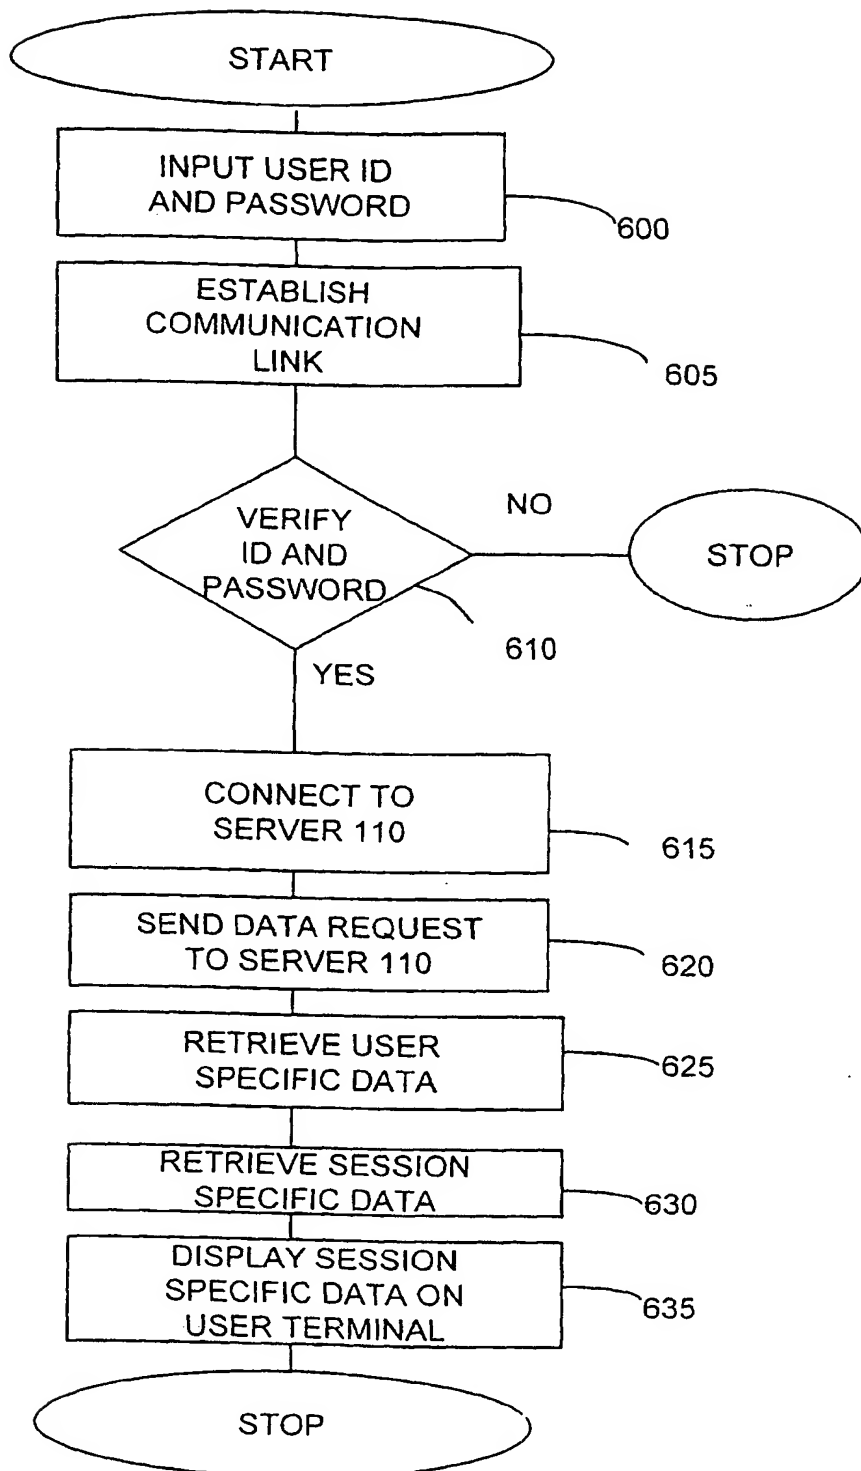 START
INPUT USER ID
AND PASSWORD
600
ESTABLISH
COMMUNICATION
LINK
605
VERIFY
ID AND
PASSWORD
NO
STOP
610
YES
CONNECT TO
SERVER 110
615
SEND DATA REQUEST
TO SERVER 110
620
RETRIEVE USER
SPECIFIC DATA
625
RETRIEVE SESSION
SPECIFIC DATA
630
DISPLAY SESSION
SPECIFIC DATA ON
USER TERMINAL
635
STOP